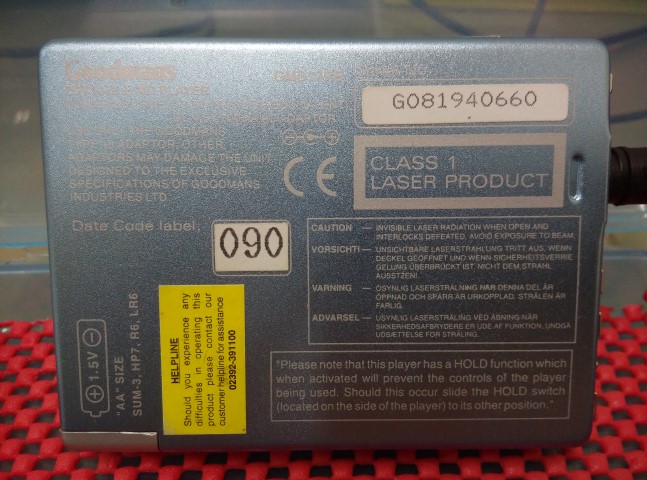 Goodmans
G081940660
CLASS 1
LASER PRODUCT
THE GOODMANS
ADAPTOR. OTHER
ADAPTORS MAY DAMAGE THE UNIT
DESIGNED TO THE EXCLUSIVE
SPECIFICATIONS OF GOODMANS
INDUSTRIES LTD
CE
Date Code label;
090
CAUTION — INVISIBLE LASER RADIATION WHEN OPEN AND
INTERLOCKS DEFEATED, AVOID EXPOSURE TO BEAM.
VORSICHT! — UNSICHTBARE LASERSTRAHLUNG TRITT AUS, WENN
DECKEL GEÖFFNET UND WENN SICHERHEITSVERRIE
GELUNG ÜBERBRÜCKT IST. NICHT DEM STRAHL
AUSSTZEN!
VARNING — OSYNLIG LASERSTRÅLNING NÄR DENNA DEL ÄR
ÖPPNAD OCH SPÄRR ÄR URKOPPLAD. STRÅLEN ÄR
FARLIG.
ADVARSEL — USYNLIG LASERSTRÅLING VED ÅBNING NÅR
SIKKERHEDSAFBRYDERE ER UDE AF FUNKTION, UNDGÅ
UDSÆTTELSE FOR STRÅLING.
1.5V
"AA" SIZE
SUM-3, HP7, R6, LR6
HELPLINE
Should you experience any
difficulties in operating this
product please contact our
customer helpline for assistance
02392-391100
"Please note that this player has a HOLD function which
when activated will prevent the controls of the player
being used. Should this occur slide the HOLD switch
(located on the side of the player) to its other position."